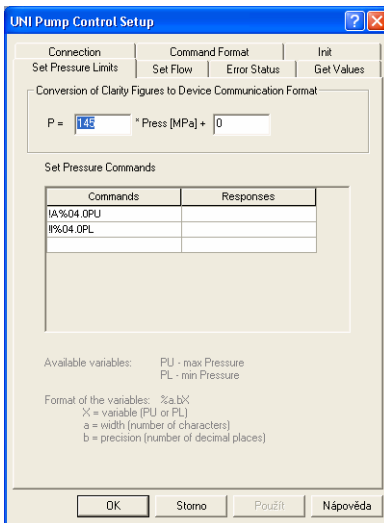 UNI Pump Control Setup
Connection Command Format Init
Set Pressure Limits Set Flow Error Status Get Values
Conversion of Clarity Figures to Device Communication Format
P = 145 * Press [MPa] + 0
Set Pressure Commands
Commands Responses
!A%04.0PU
!I%04.0PL
Available variables: PU - max Pressure
PL - min Pressure
Format of the variables: %a.bX
X = variable (PU or PL)
a = width (number of characters)
b = precision (number of decimal places)
OK Storno Použít Nápověda